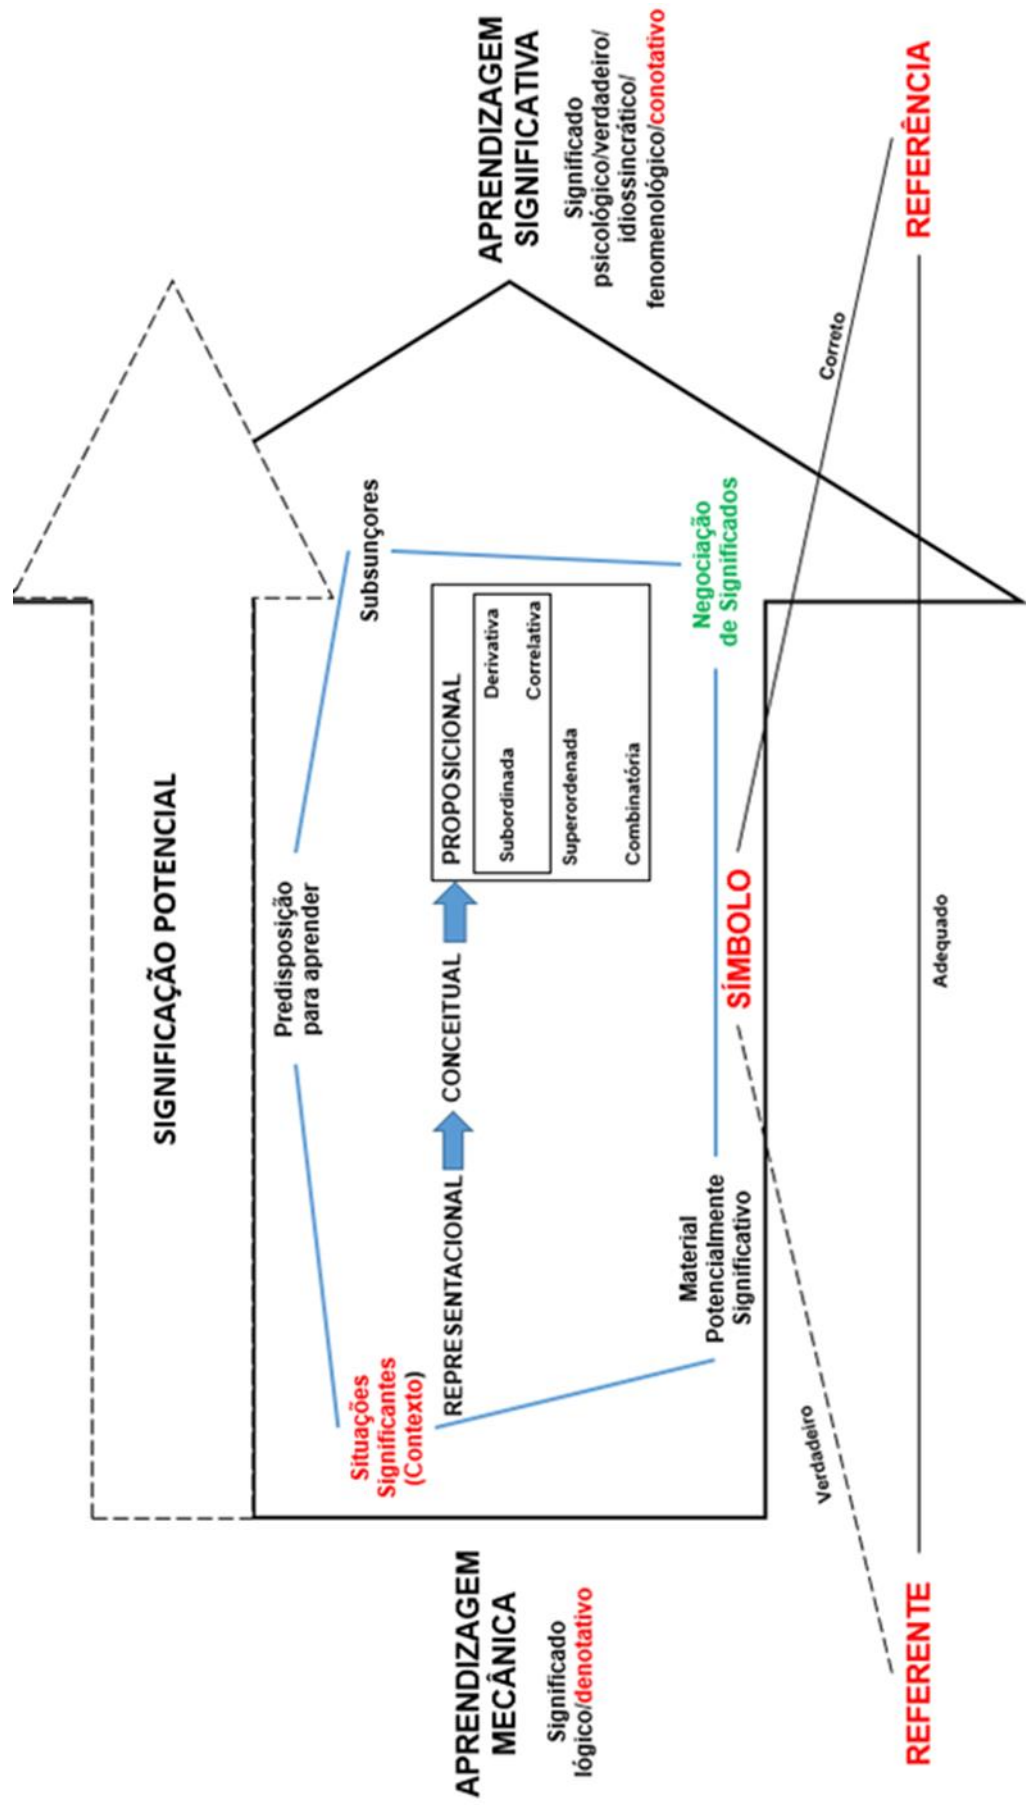 SIGNIFICAÇÃO POTENCIAL
Predisposição
para aprender
Subsunçores
Situações
Significantes
(Contexto)
REPRESENTACIONAL
CONCEITUAL
PROPOSICIONAL
Subordinada
Derivativa
Correlativa
Superordenada
Combinatória
Material
Potencialmente
Significativo
Negociação
de Significados
APRENDIZAGEM
MECÂNICA
Significado
lógico/denotativo
APRENDIZAGEM
SIGNIFICATIVA
Significado
psicológico/verdadeiro/
idiossincrático/
fenomenológico/conotativo
SÍMBOLO
Verdadeiro
Correto
REFERENTE
Adequado
REFERÊNCIA